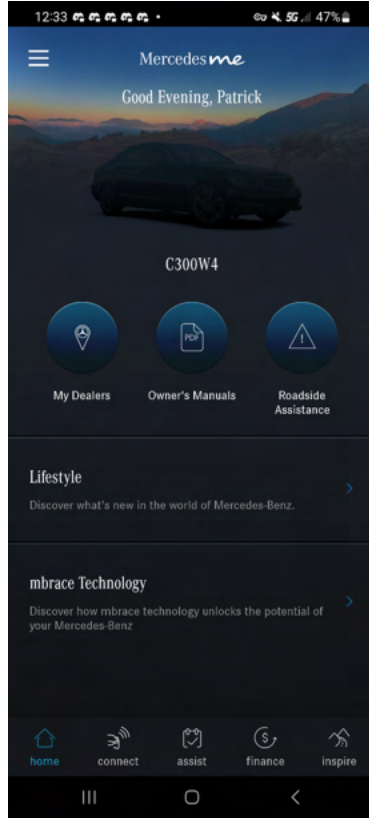 12:33
5G
47%
Mercedes me
Good Evening, Patrick
C300W4
PDF
My Dealers
Owner's Manuals
Roadside
Assistance
Lifestyle
Discover what's new in the world of Mercedes-Benz.
mbrace Technology
Discover how mbrace technology unlocks the potential of
your Mercedes-Benz
home
connect
assist
finance
inspire